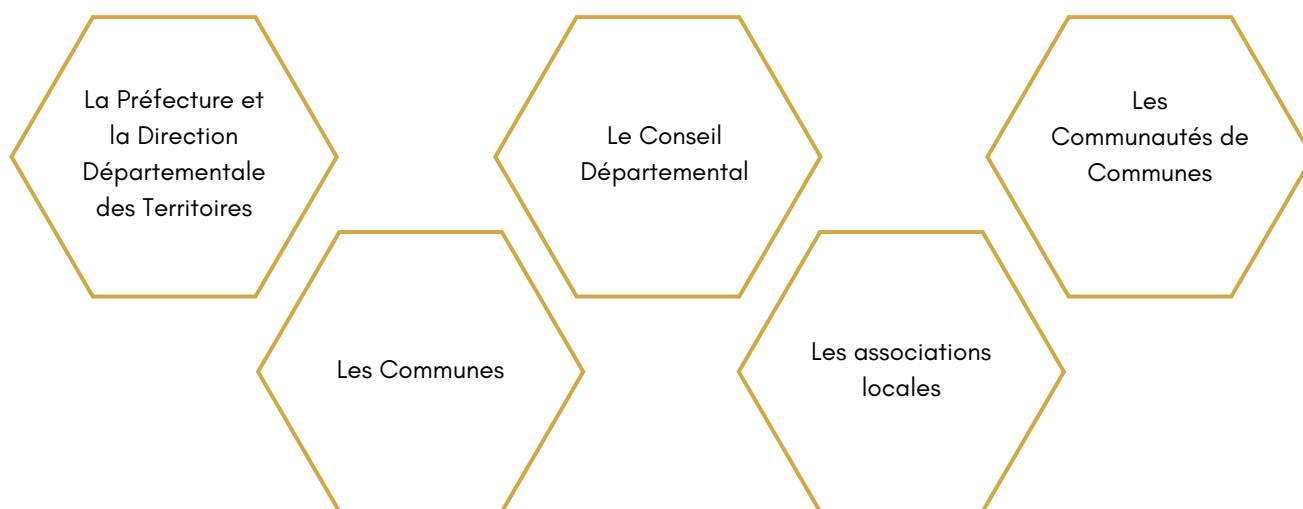 La Préfecture et
la Direction
Départementale
des Territoires
Le Conseil
Départemental
Les
Communautés de
Communes
Les Communes
Les associations
locales